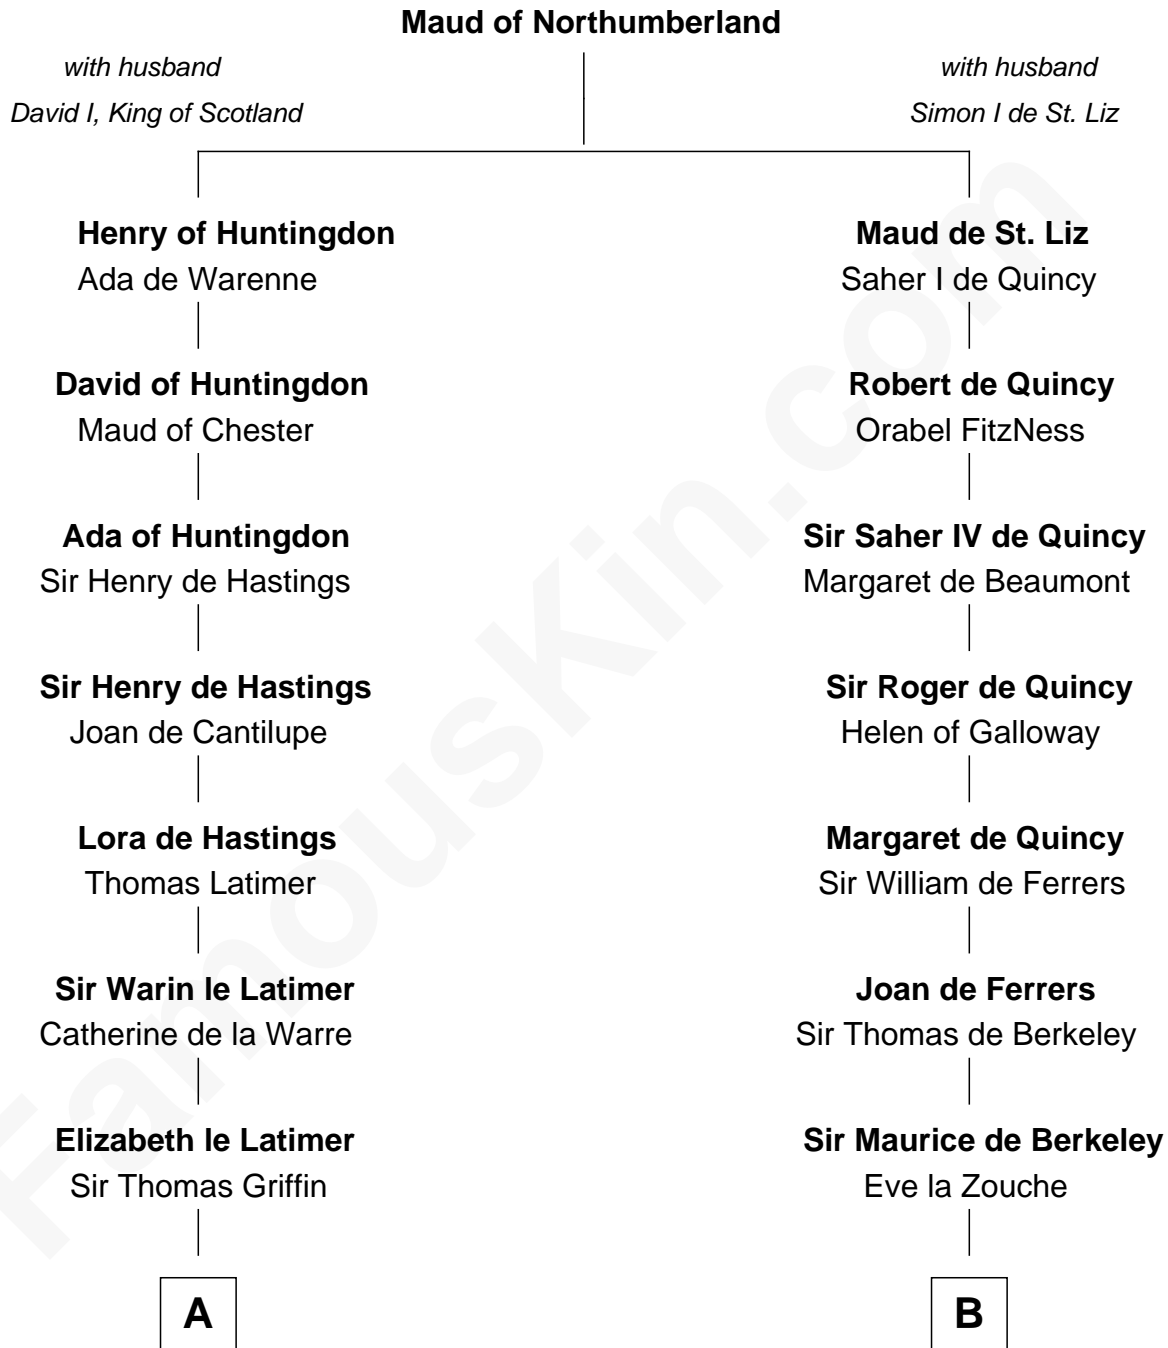 Maud of Northumberland
with husband
David I, King of Scotland
with husband
Simon I de St. Liz
Henry of Huntingdon
Ada de Warenne
Maud de St. Liz
Saher I de Quincy
David of Huntingdon
Maud of Chester
Robert de Quincy
Orabel FitzNess
Ada of Huntingdon
Sir Henry de Hastings
Sir Saher IV de Quincy
Margaret de Beaumont
Sir Henry de Hastings
Joan de Cantilupe
Sir Roger de Quincy
Helen of Galloway
Lora de Hastings
Thomas Latimer
Margaret de Quincy
Sir William de Ferrers
Sir Warin le Latimer
Catherine de la Warre
Joan de Ferrers
Sir Thomas de Berkeley
Elizabeth le Latimer
Sir Thomas Griffin
Sir Maurice de Berkeley
Eve la Zouche
A
B
FamousKin.com